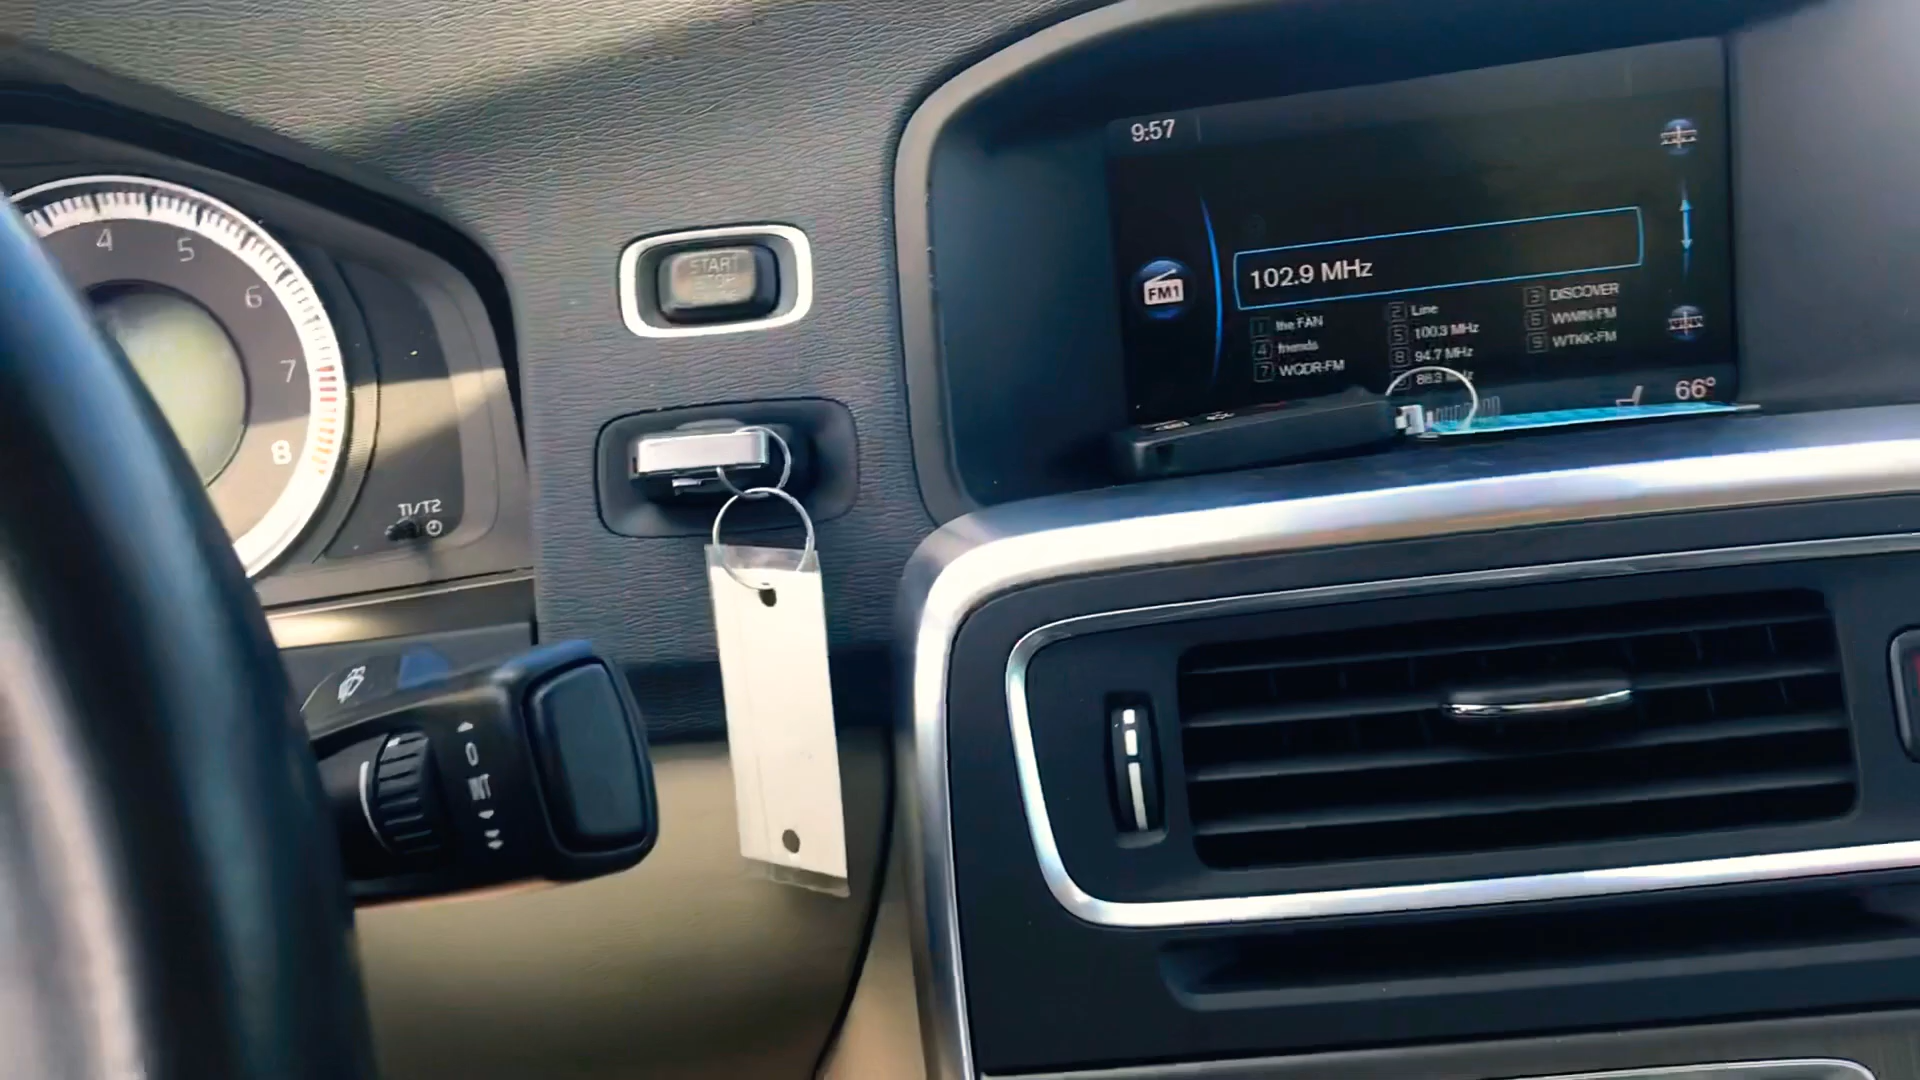 9:57
102.9 MHz
FM1
1 the FAN
2 Line
3 DISCOVER
4 friends
5 100.3 MHz
6 WWIN-FM
7 WQDR-FM
8 94.7 MHz
9 WTKK-FM
66°
START
4
5
6
7
8
T1/T2
0
INT